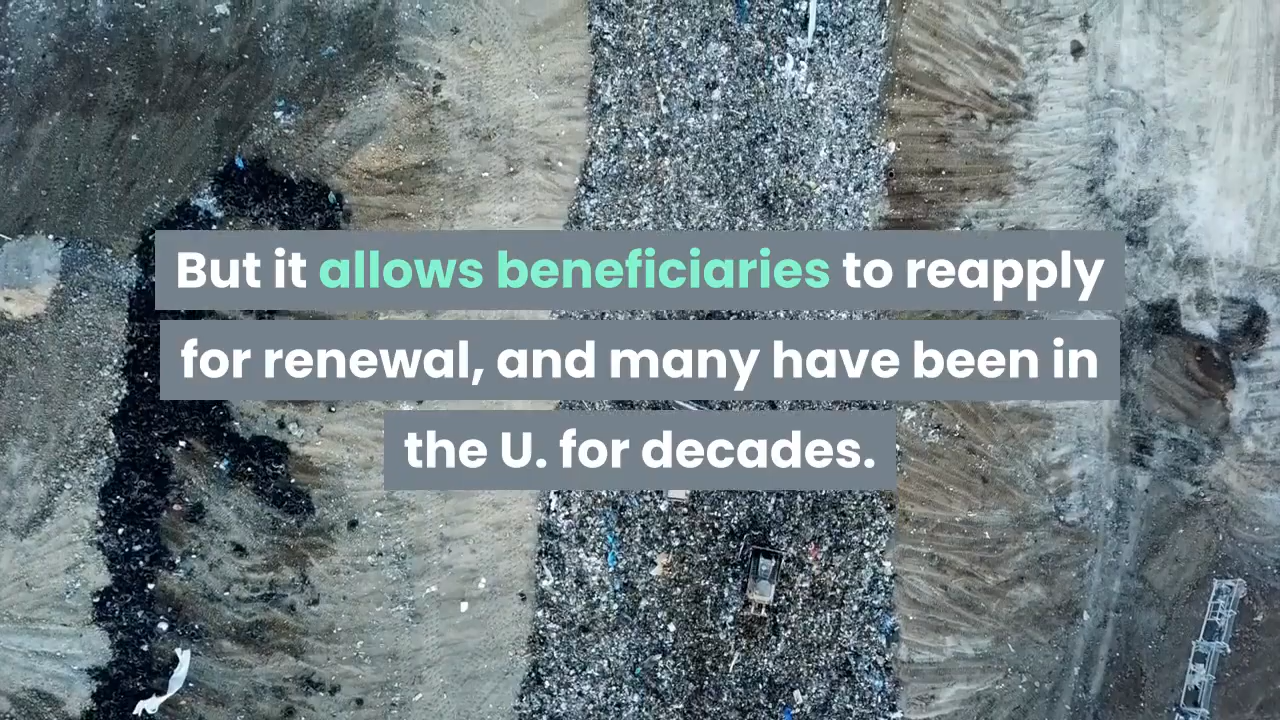 But it allows beneficiaries to reapply
for renewal, and many have been in
the U. for decades.